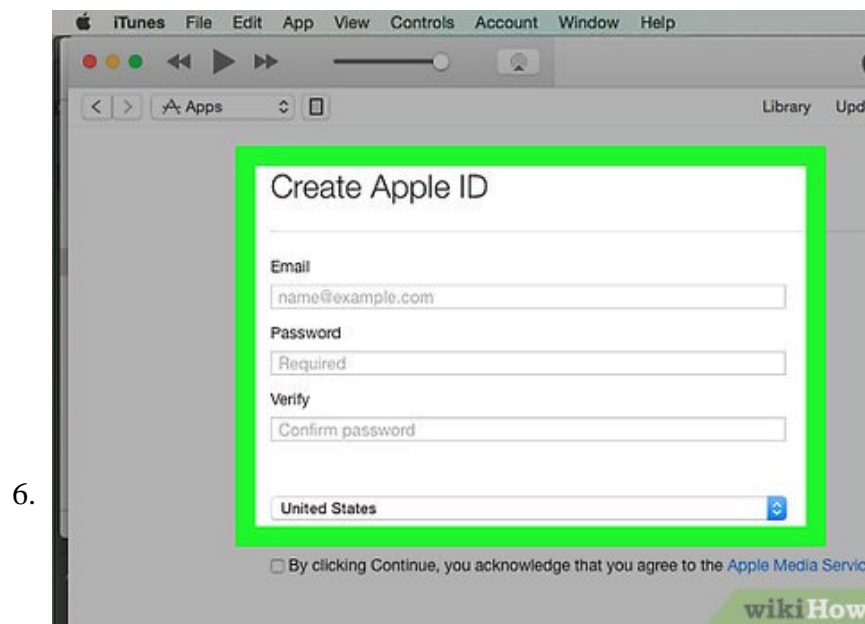 iTunes File Edit App View Controls Account Window Help
Apps Library Upd
Create Apple ID
Email
name@example.com
Password
Required
Verify
Confirm password
6.
United States
By clicking Continue, you acknowledge that you agree to the Apple Media Servic
wikiHow